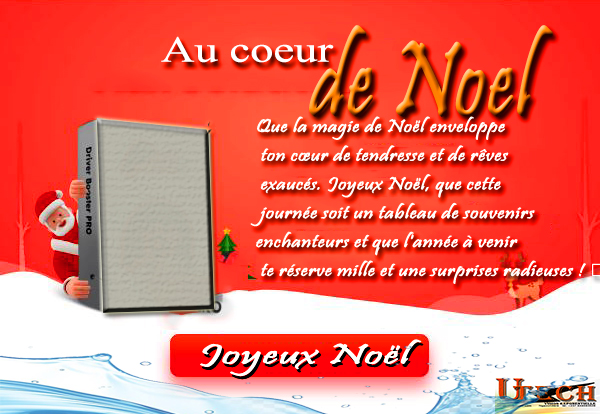 Au coeur
de Noel
Que la magie de Noël enveloppe
ton cœur de tendresse et de rêves
exaucés. Joyeux Noël, que cette
journée soit un tableau de souvenirs
enchanteurs et que l'année à venir
te réserve mille et une surprises radieuses !
Driver Booster PRO
Joyeux Noël
UTECH